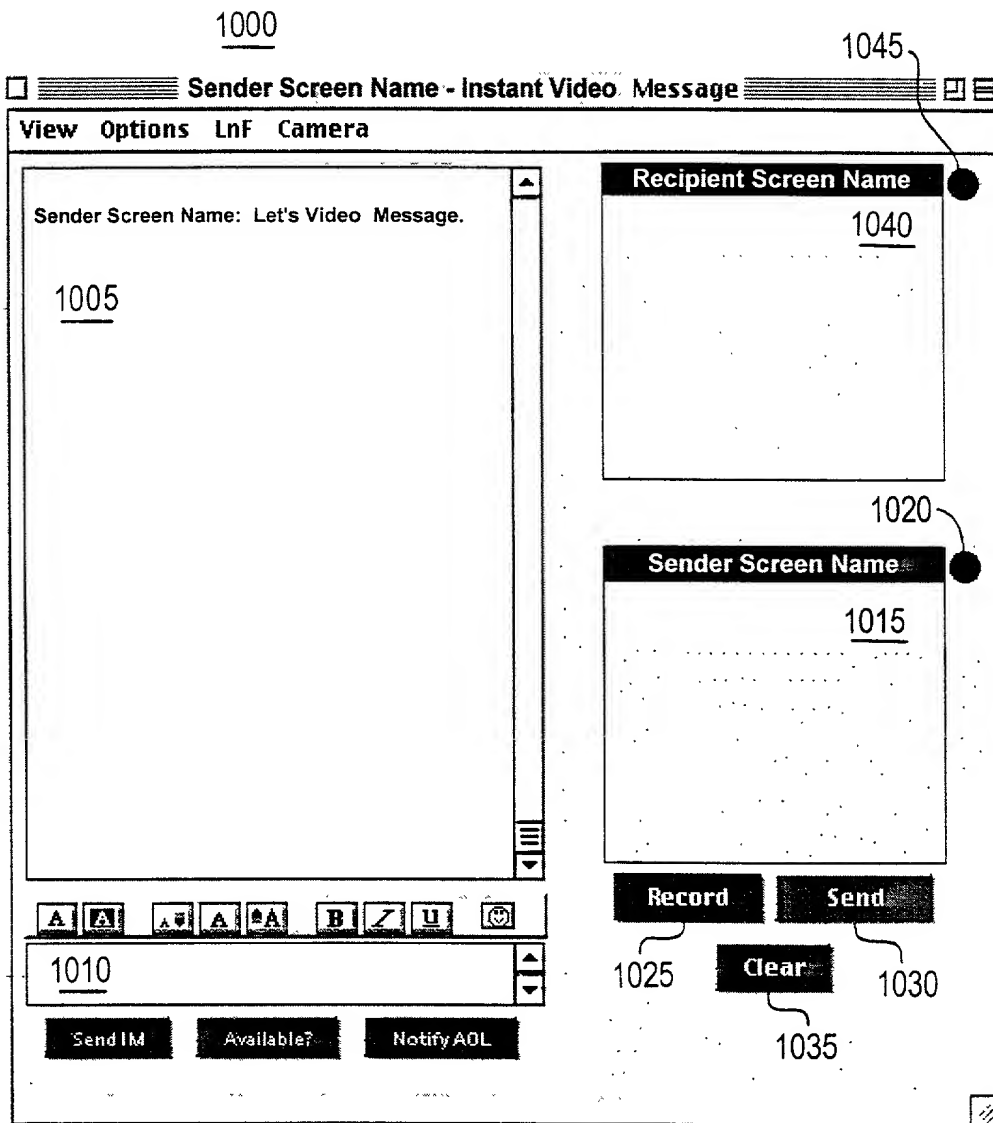 1000
1045
Sender Screen Name - Instant Video Message
View Options LnF Camera
Recipient Screen Name
1040
Sender Screen Name: Let's Video Message.
1005
1020
Sender Screen Name
1015
A A A A A B I U
Record Send
1010
1025 Clear 1030
Send IM Available? Notify AOL
1035